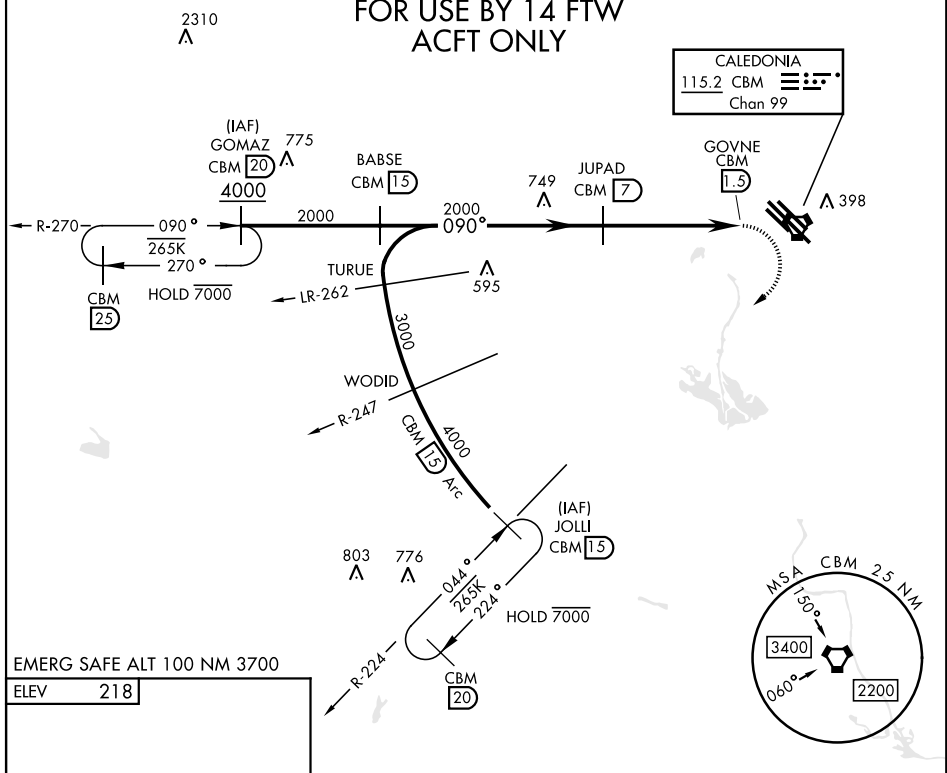 FOR USE BY 14 FTW
ACFT ONLY
2310
CALEDONIA
115.2 CBM
Chan 99
(IAF)
GOMAZ
CBM 20
4000
775
BABSE
CBM 15
749
JUPAD
CBM 7
GOVNE
CBM
1.5
398
R-270
090°
265K
270°
2000
2000
090°
CBM
25
HOLD 7000
TURUE
LR-262
595
3000
WODID
R-247
4000
CBM 15 Arc
(IAF)
JOLLI
CBM 15
803
776
044°
265K
224°
HOLD 7000
R-224
CBM
20
MSA CBM 25 NM
150°
3400
060°
2200
EMERG SAFE ALT 100 NM 3700
ELEV 218